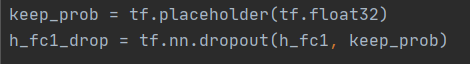 keep_prob = tf.placeholder(tf.float32)
h_fc1_drop = tf.nn.dropout(h_fc1, keep_prob)